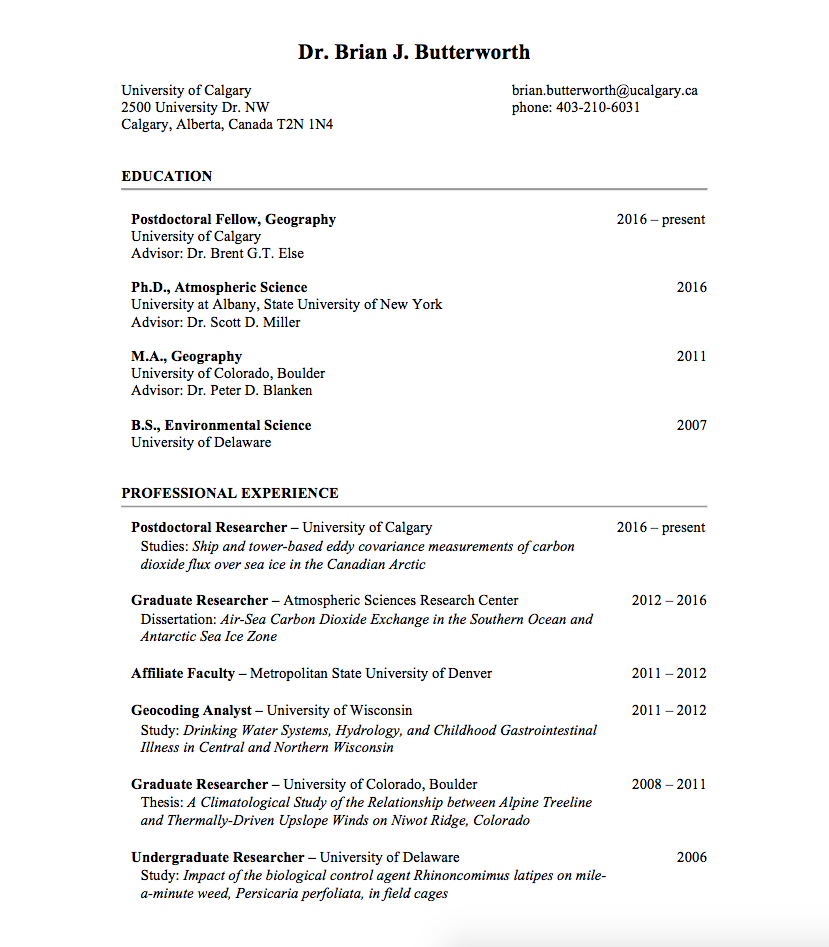 Dr. Brian J. Butterworth
University of Calgary
2500 University Dr. NW
Calgary, Alberta, Canada T2N 1N4
brian.butterworth@ucalgary.ca
phone: 403-210-6031
EDUCATION
Postdoctoral Fellow, Geography 2016 – present
University of Calgary
Advisor: Dr. Brent G.T. Else
Ph.D., Atmospheric Science 2016
University at Albany, State University of New York
Advisor: Dr. Scott D. Miller
M.A., Geography 2011
University of Colorado, Boulder
Advisor: Dr. Peter D. Blanken
B.S., Environmental Science 2007
University of Delaware
PROFESSIONAL EXPERIENCE
Postdoctoral Researcher – University of Calgary 2016 – present
Studies: Ship and tower-based eddy covariance measurements of carbon
dioxide flux over sea ice in the Canadian Arctic
Graduate Researcher – Atmospheric Sciences Research Center 2012 – 2016
Dissertation: Air-Sea Carbon Dioxide Exchange in the Southern Ocean and
Antarctic Sea Ice Zone
Affiliate Faculty – Metropolitan State University of Denver 2011 – 2012
Geocoding Analyst – University of Wisconsin 2011 – 2012
Study: Drinking Water Systems, Hydrology, and Childhood Gastrointestinal
Illness in Central and Northern Wisconsin
Graduate Researcher – University of Colorado, Boulder 2008 – 2011
Thesis: A Climatological Study of the Relationship between Alpine Treeline
and Thermally-Driven Upslope Winds on Niwot Ridge, Colorado
Undergraduate Researcher – University of Delaware 2006
Study: Impact of the biological control agent Rhinoncomimus latipes on mile-
a-minute weed, Persicaria perfoliata, in field cages